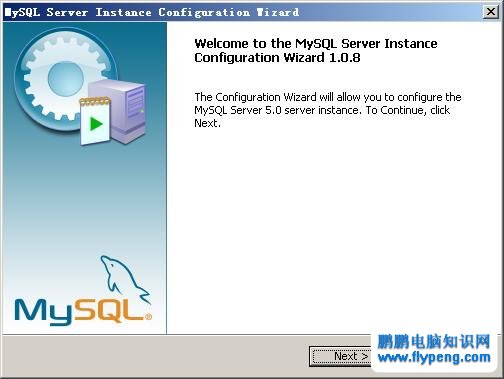 MySQL Server Instance Configuration Wizard
Welcome to the MySQL Server Instance
Configuration Wizard 1.0.8
The Configuration Wizard will allow you to configure the
MySQL Server 5.0 server instance. To Continue, click
Next.
MySQL®
Next >
鹏鹏电脑知识网
www.flypeng.com